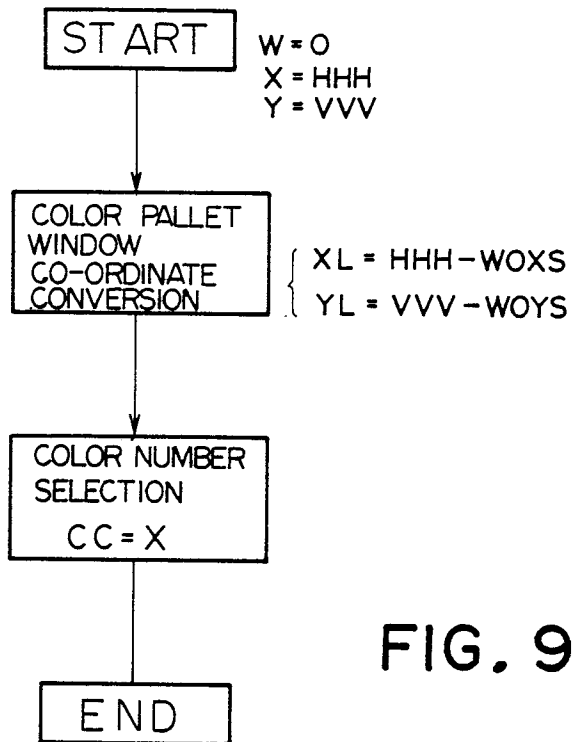 START
W = 0
X = HHH
Y = VVV
COLOR PALLET
WINDOW
CO-ORDINATE
CONVERSION
XL = HHH-WOXS
YL = VVV-WOYS
COLOR NUMBER
SELECTION
CC = X
END
FIG. 9